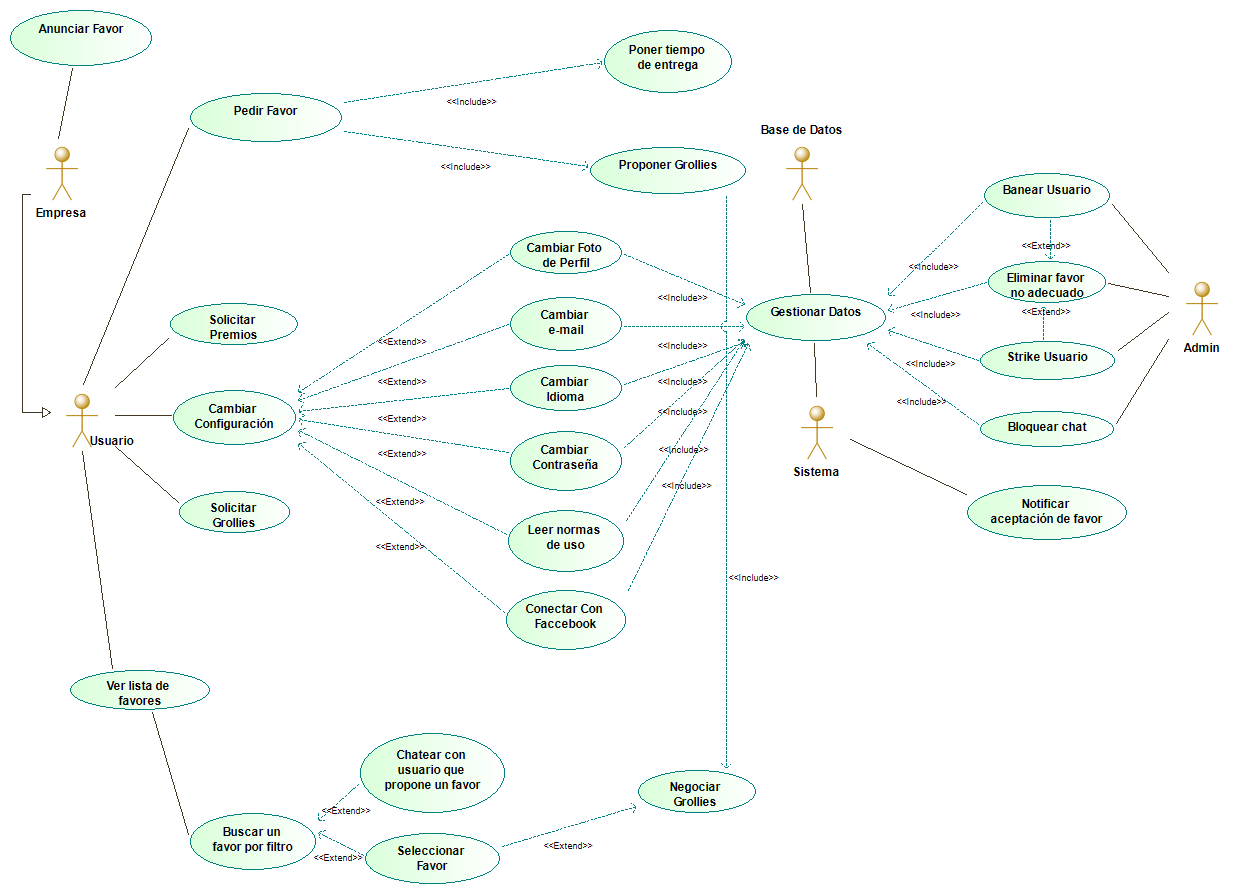 Anunciar Favor
Empresa
Pedir Favor
<<Include>>
<<Include>>
Poner tiempo
de entrega
Proponer Grollies
Base de Datos
Banear Usuario
<<Extend>>
<<Include>>
Eliminar favor
no adecuado
<<Include>>
<<Extend>>
Admin
Strike Usuario
<<Include>>
<<Include>>
Bloquear chat
Gestionar Datos
Sistema
Notificar
aceptación de favor
Solicitar
Premios
Usuario
Cambiar
Configuración
Solicitar
Grollies
Cambiar Foto
de Perfil
<<Extend>>
<<Include>>
Cambiar
e-mail
<<Extend>>
<<Include>>
Cambiar
Idioma
<<Extend>>
<<Include>>
Cambiar
Contraseña
<<Extend>>
<<Include>>
Leer normas
de uso
<<Extend>>
<<Include>>
Conectar Con
Faccebook
<<Extend>>
<<Include>>
<<Include>>
Ver lista de
favores
Chatear con
usuario que
propone un favor
<<Extend>>
Buscar un
favor por filtro
<<Extend>>
Seleccionar
Favor
<<Extend>>
Negociar
Grollies